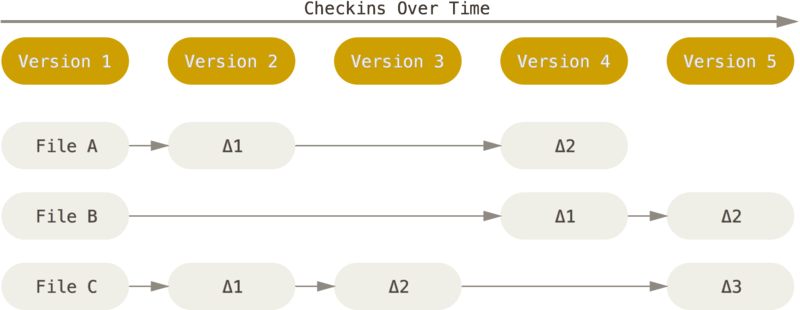 Checkins Over Time
Version 1 Version 2 Version 3 Version 4 Version 5
File A Δ1 Δ2
File B Δ1 Δ2
File C Δ1 Δ2 Δ3